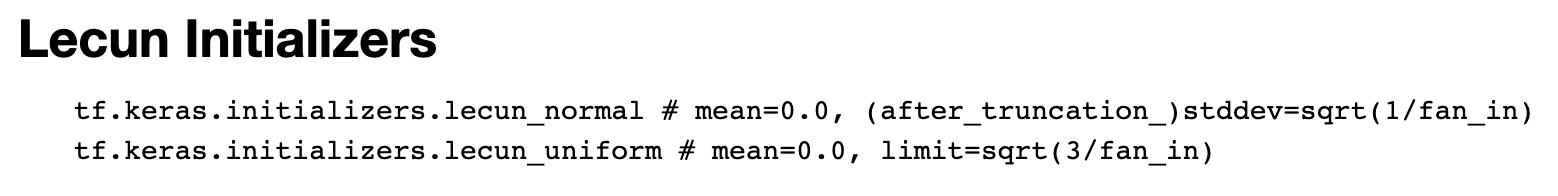 Lecun Initializers
tf.keras.initializers.lecun_normal # mean=0.0, (after_truncation_)stddev=sqrt(1/fan_in)
tf.keras.initializers.lecun_uniform # mean=0.0, limit=sqrt(3/fan_in)